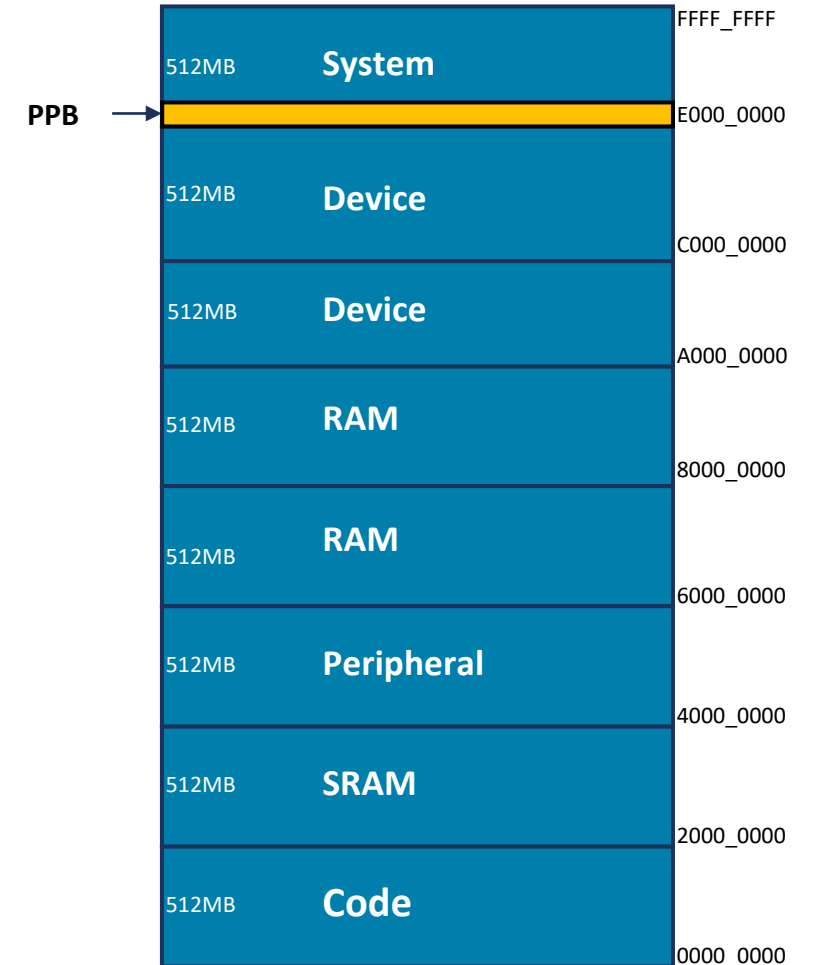 FFFF_FFFF
512MB System
PPB E000_0000
512MB Device
C000_0000
512MB Device
A000_0000
512MB RAM
8000_0000
512MB RAM
6000_0000
512MB Peripheral
4000_0000
512MB SRAM
2000_0000
512MB Code
0000_0000